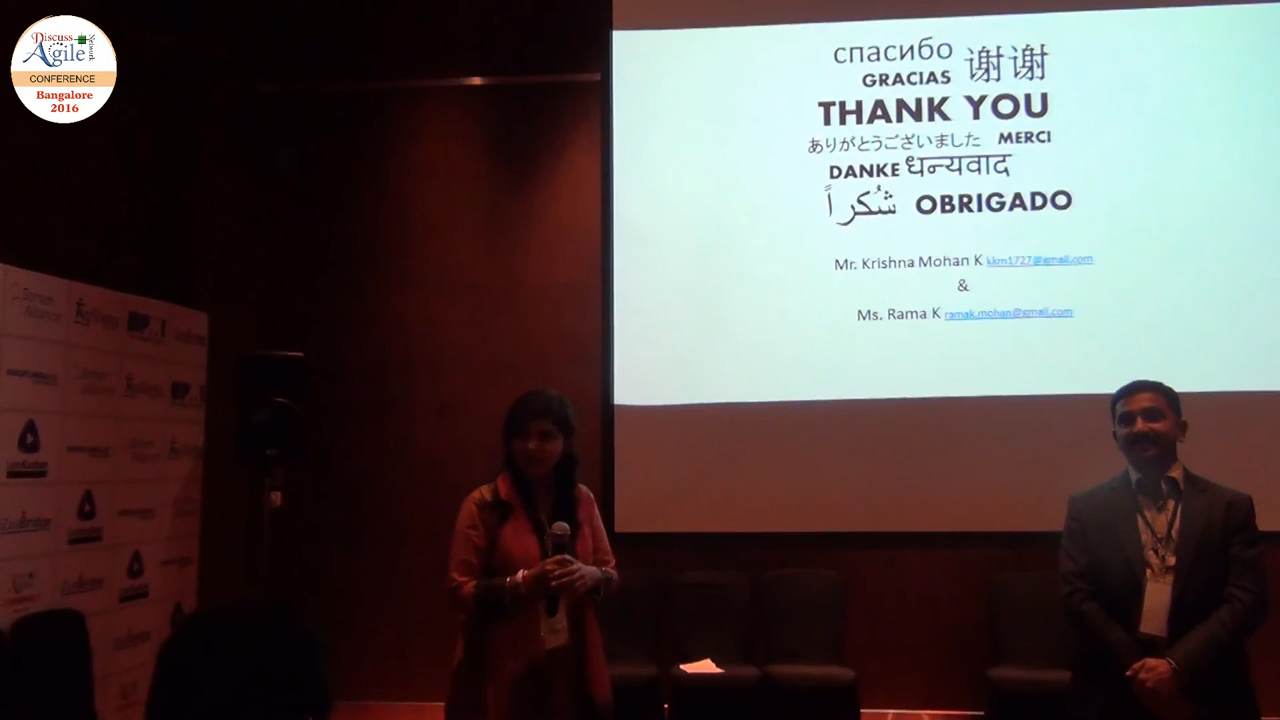 Discuss
Agile
Network
CONFERENCE
Bangalore
2016
спасибо
谢谢
GRACIAS
THANK YOU
ありがとうございました MERCI
DANKE धन्यवाद
شُكراً OBRIGADO
Mr. Krishna Mohan K kkm1727@gmail.com
&
Ms. Rama K ramak.mohan@gmail.com